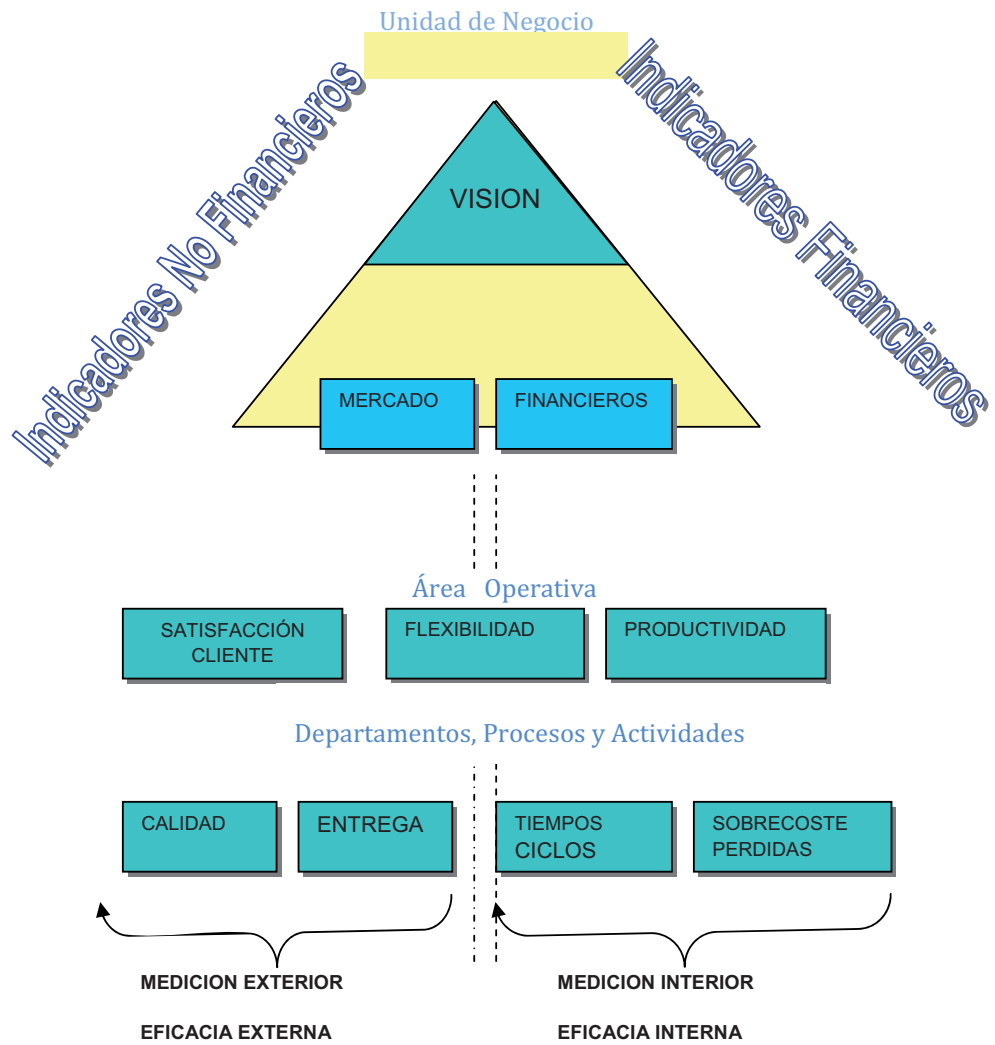 Unidad de Negocio
Indicadores No Financieros
Indicadores Financieros
VISION
MERCADO
FINANCIEROS
Área Operativa
SATISFACCIÓN
CLIENTE
FLEXIBILIDAD
PRODUCTIVIDAD
Departamentos, Procesos y Actividades
CALIDAD
ENTREGA
TIEMPOS
CICLOS
SOBRECOSTE
PERDIDAS
MEDICION EXTERIOR
EFICACIA EXTERNA
MEDICION INTERIOR
EFICACIA INTERNA